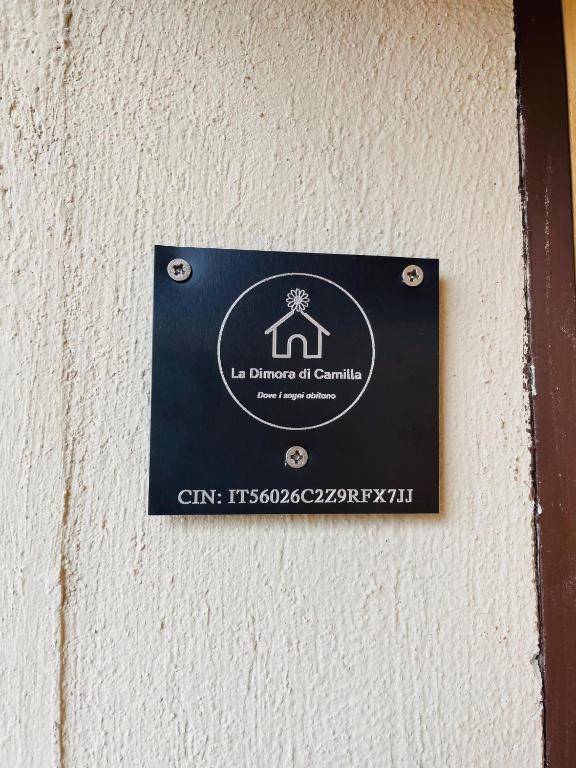 La Dimora di Camilla
Dove i sogni abitano
CIN: IT56026C2Z9RFX7JJ